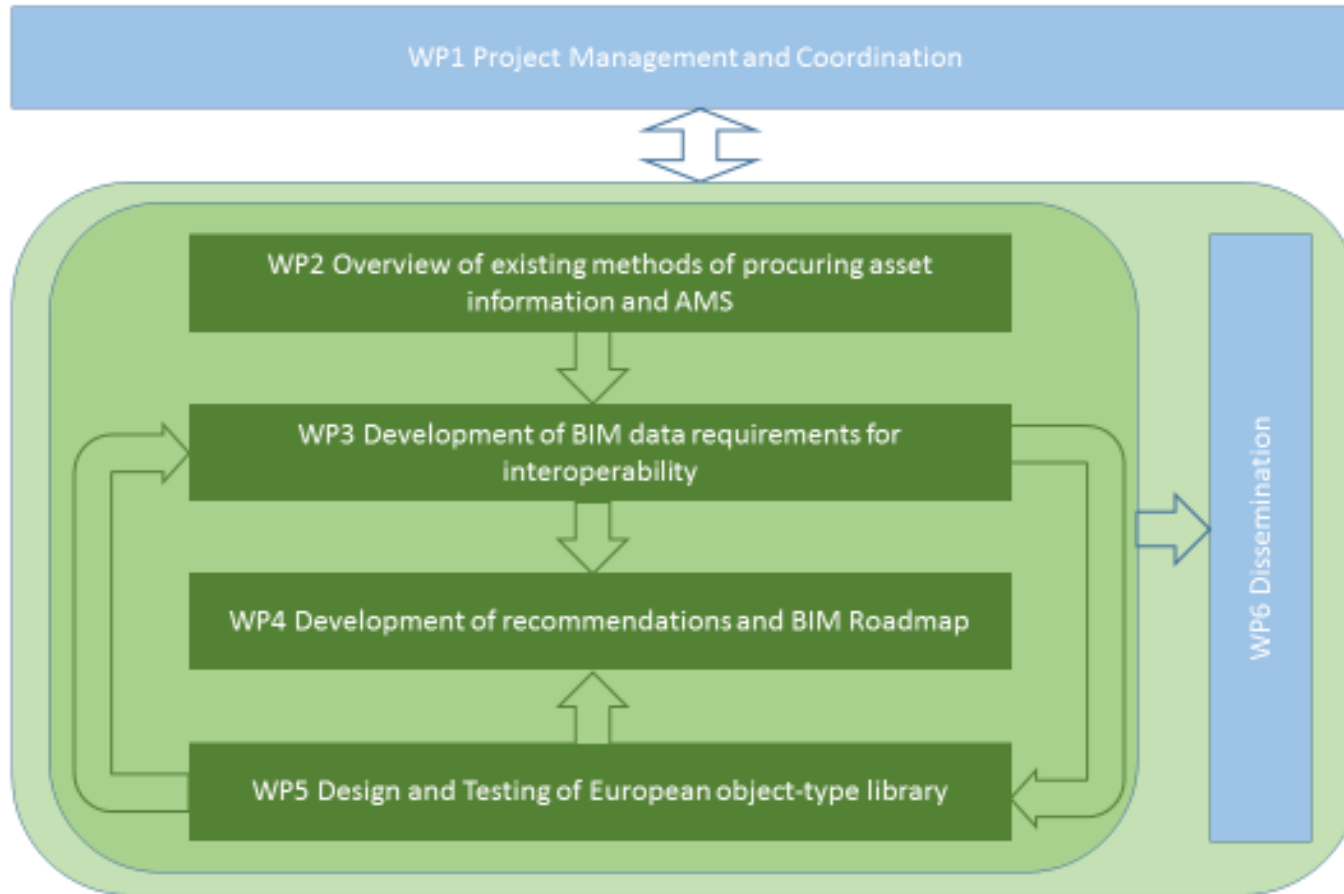 WP1 Project Management and Coordination
WP2 Overview of existing methods of procuring asset
information and AMS
WP3 Development of BIM data requirements for
interoperability
WP4 Development of recommendations and BIM Roadmap
WP5 Design and Testing of European object-type library
WP6 Dissemination